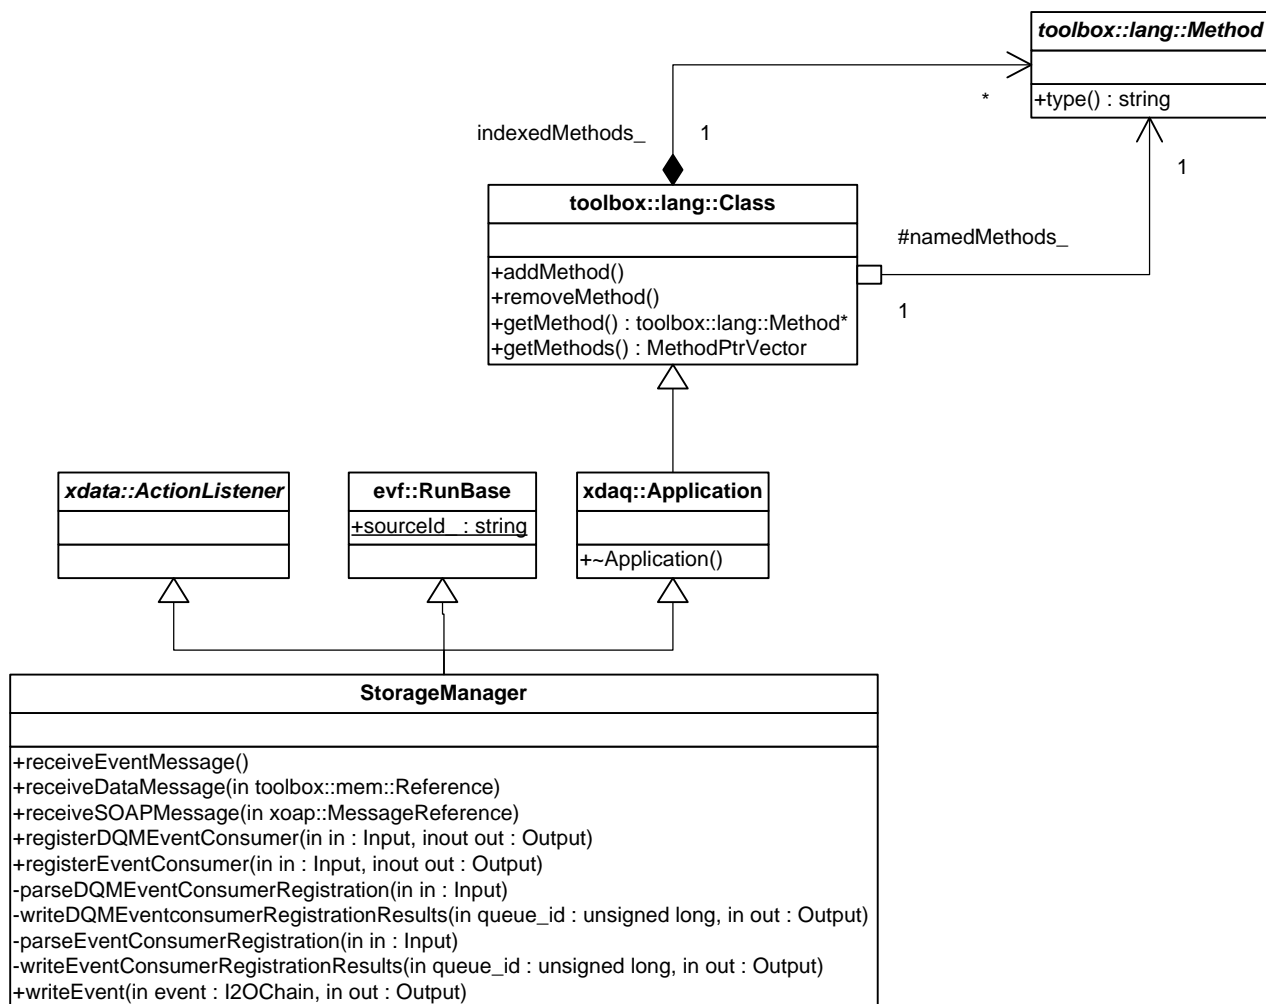 toolbox::lang::Method
+type() : string
*
indexedMethods_
1
1
toolbox::lang::Class
#namedMethods_
+addMethod()
+removeMethod()
+getMethod() : toolbox::lang::Method*
+getMethods() : MethodPtrVector
1
xdata::ActionListener
evf::RunBase
+sourceId_ : string
xdaq::Application
+~Application()
StorageManager
+receiveEventMessage()
+receiveDataMessage(in toolbox::mem::Reference)
+receiveSOAPMessage(in xoap::MessageReference)
+registerDQMEventConsumer(in in : Input, inout out : Output)
+registerEventConsumer(in in : Input, inout out : Output)
-parseDQMEventConsumerRegistration(in in : Input)
-writeDQMEventconsumerRegistrationResults(in queue_id : unsigned long, in out : Output)
-parseEventConsumerRegistration(in in : Input)
-writeEventConsumerRegistrationResults(in queue_id : unsigned long, in out : Output)
+writeEvent(in event : I2OChain, in out : Output)